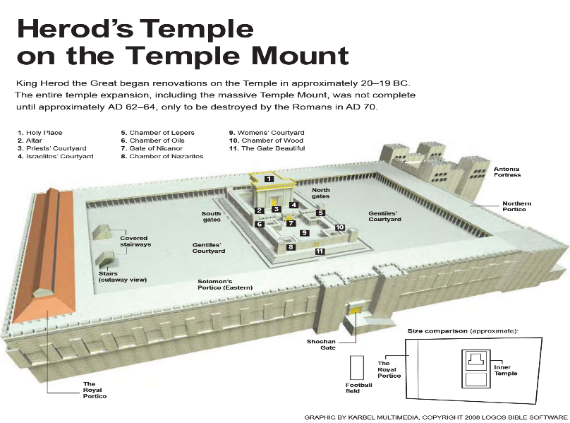 Herod's Temple
on the Temple Mount
King Herod the Great began renovations on the Temple in approximately 20–19 BC.
The entire temple expansion, including the massive Temple Mount, was not complete
until approximately AD 62–64, only to be destroyed by the Romans in AD 70.
1. Holy Place
2. Altar
3. Priests' Courtyard
4. Israelites' Courtyard
5. Chamber of Lepers
6. Chamber of Oils
7. Gate of Nicanor
8. Chamber of Nazarites
9. Womens' Courtyard
10. Chamber of Wood
11. The Gate Beautiful
Antonia
Fortress
1
North
gates
Northern
Portico
2
3
4
5
South
gates
Gentiles'
Courtyard
6
7
10
9
Covered
stairways
Gentiles'
Courtyard
8
11
Stairs
(cutaway view)
Solomon's
Portico (Eastern)
Shoshan
Gate
Size comparison (approximate):
The
Royal
Portico
Inner
Temple
Football
field
The
Royal
Portico
GRAPHIC BY KARBEL MULTIMEDIA, COPYRIGHT 2008 LOGOS BIBLE SOFTWARE